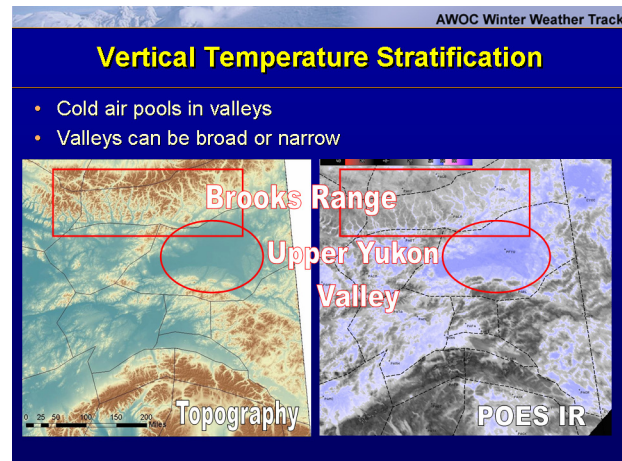 AWOC Winter Weather Track
Vertical Temperature Stratification
• Cold air pools in valleys
• Valleys can be broad or narrow
Brooks Range
Upper Yukon
Valley
0 25 50 100 150 200
Miles
Topography
POES IR